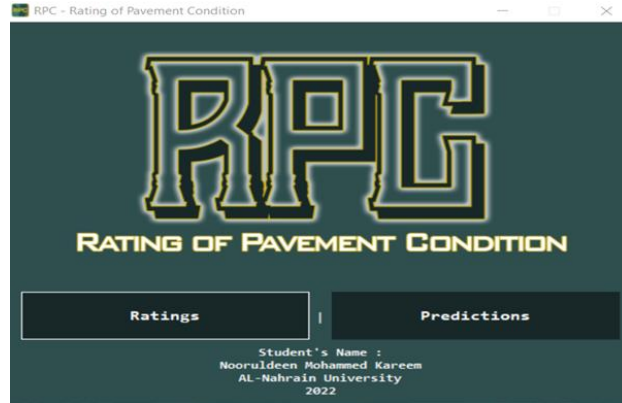 RPC - Rating of Pavement Condition
RPC
RATING OF PAVEMENT CONDITION
Ratings | Predictions
Student's Name :
Nooruldeen Mohammed Kareem
AL-Nahrain University
2022